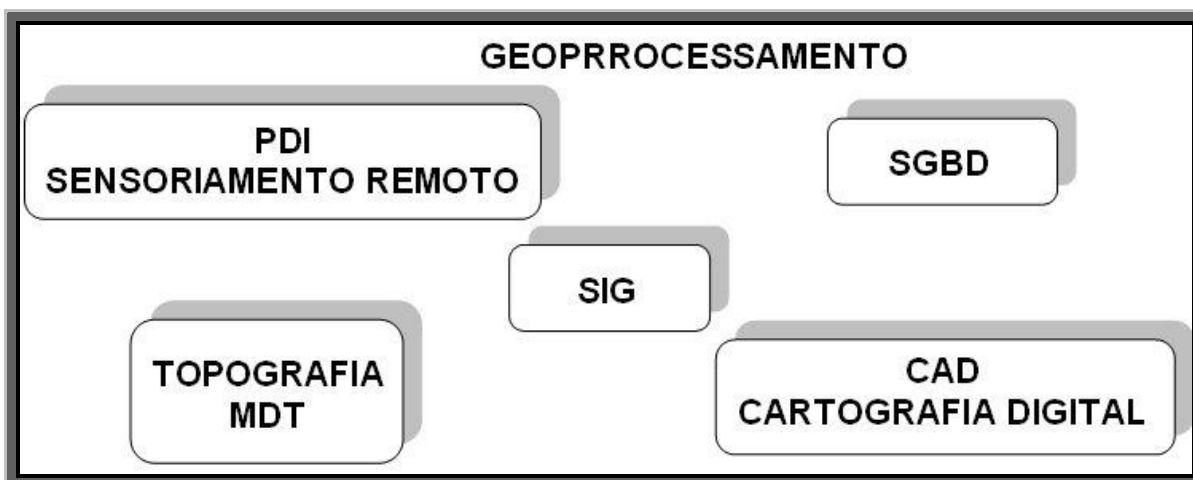 GEOPRROCESSAMENTO
PDI
SENSORIAMENTO REMOTO
SGBD
SIG
TOPOGRAFIA
MDT
CAD
CARTOGRAFIA DIGITAL